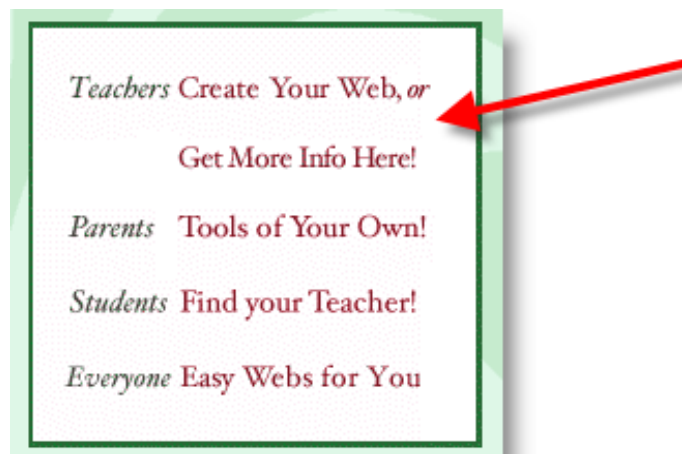 Teachers Create Your Web, or
Get More Info Here!
Parents Tools of Your Own!
Students Find your Teacher!
Everyone Easy Webs for You